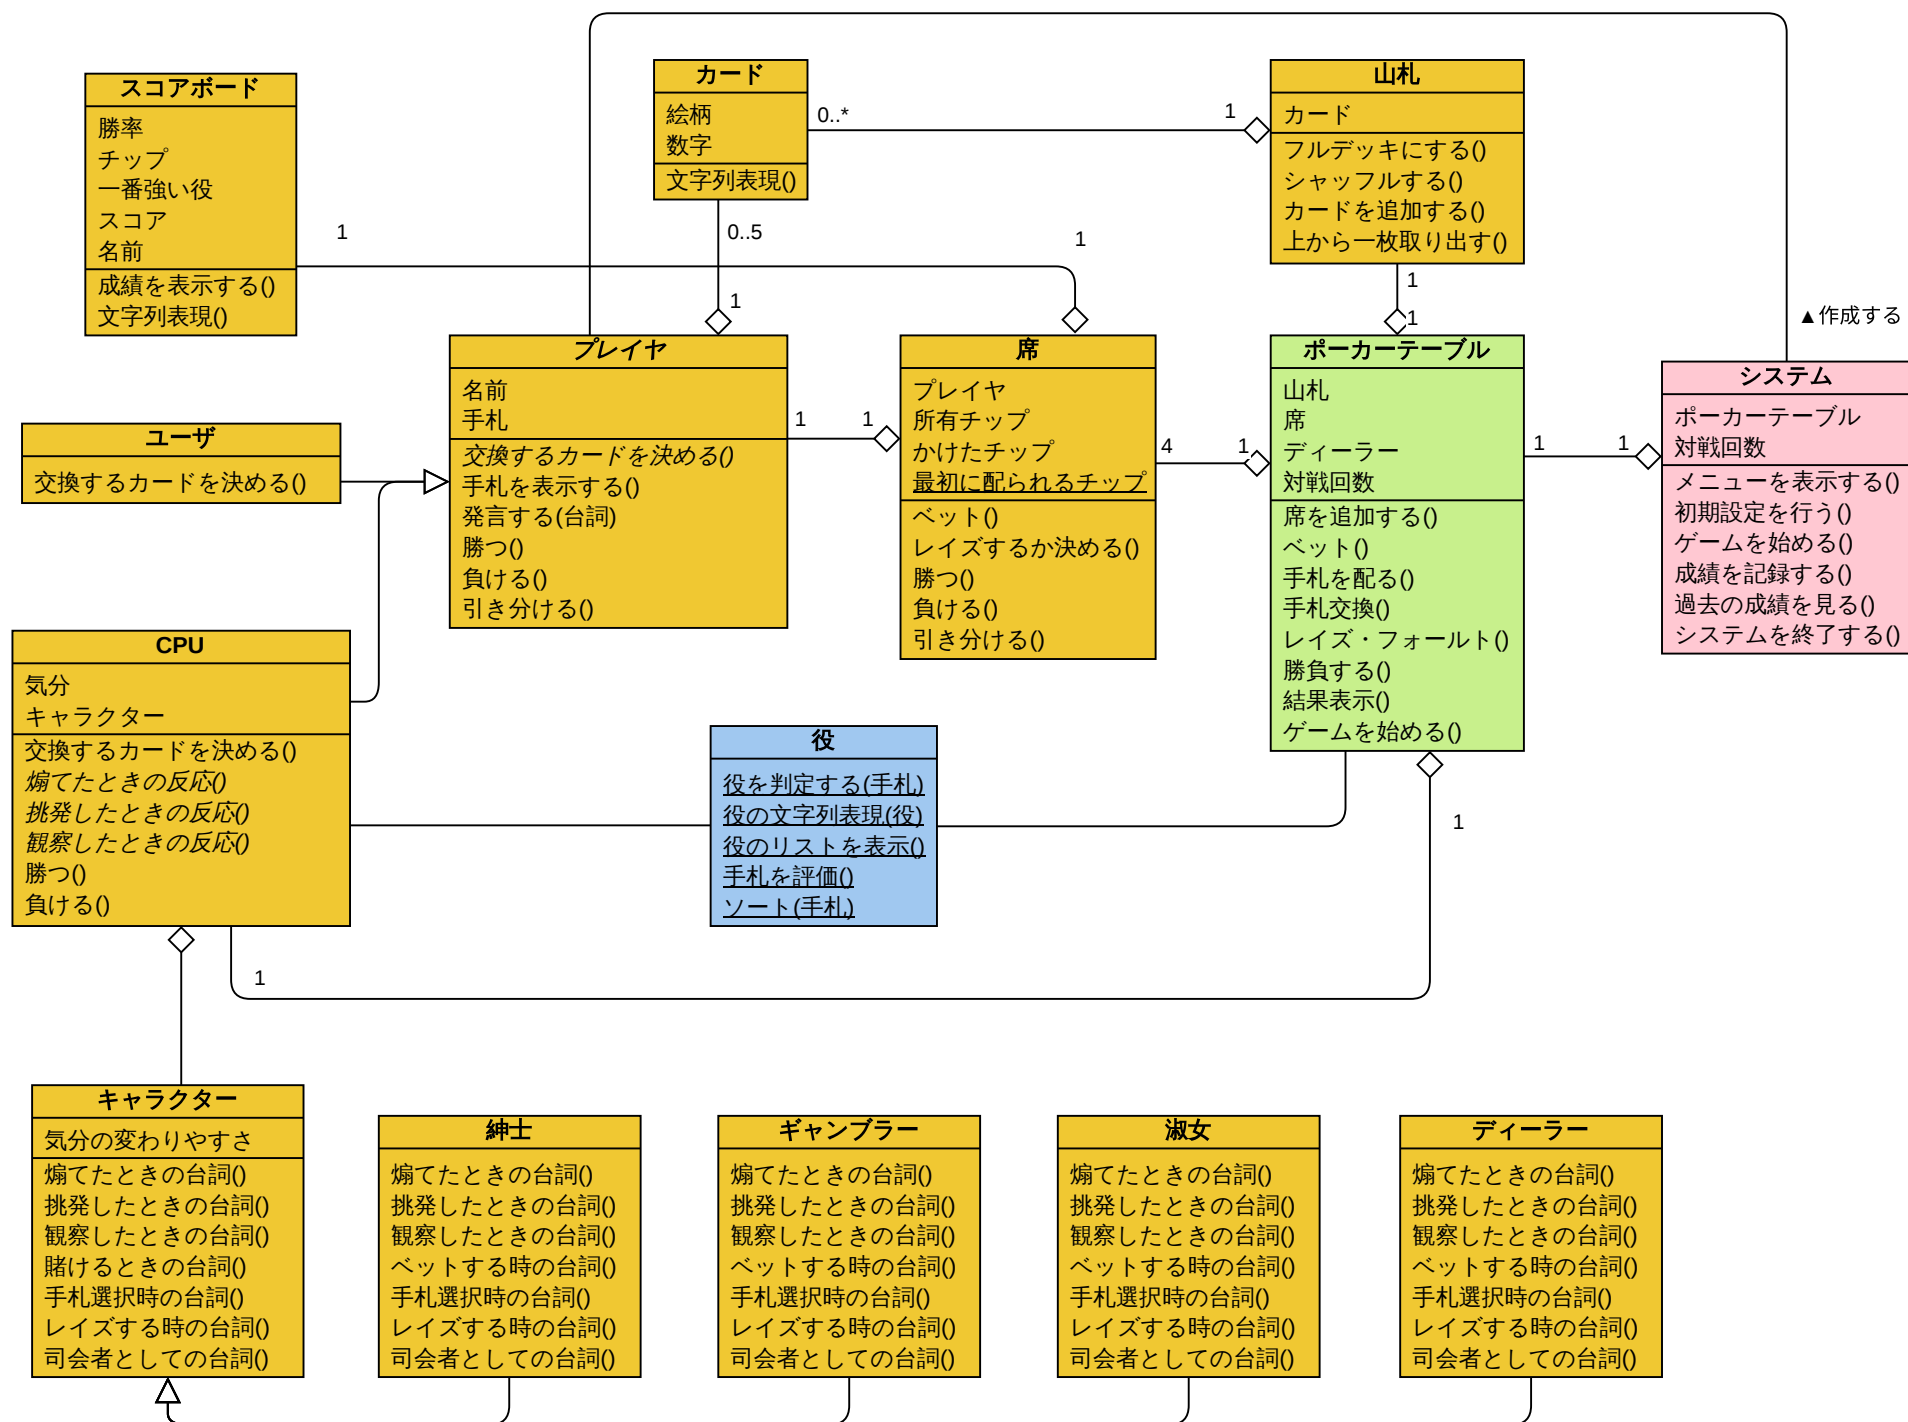 スコアボード
勝率
チップ
一番強い役
スコア
名前
成績を表示する()
文字列表現()
カード
絵柄
数字
文字列表現()
0..*
1
山札
カード
フルデッキにする()
シャッフルする()
カードを追加する()
上から一枚取り出す()
1
0..5
1
1
1
1
▲作成する
プレイヤ
名前
手札
交換するカードを決める()
手札を表示する()
発言する(台詞)
勝つ()
負ける()
引き分ける()
1
1
席
プレイヤ
所有チップ
かけたチップ
最初に配られるチップ
ベット()
レイズするか決める()
勝つ()
負ける()
引き分ける()
4
1
ポーカーテーブル
山札
席
ディーラー
対戦回数
席を追加する()
ベット()
手札を配る()
手札交換()
レイズ・フォールト()
勝負する()
結果表示()
ゲームを始める()
1
1
システム
ポーカーテーブル
対戦回数
メニューを表示する()
初期設定を行う()
ゲームを始める()
成績を記録する()
過去の成績を見る()
システムを終了する()
ユーザ
交換するカードを決める()
CPU
気分
キャラクター
交換するカードを決める()
煽てたときの反応()
挑発したときの反応()
観察したときの反応()
勝つ()
負ける()
役
役を判定する(手札)
役の文字列表現(役)
役のリストを表示()
手札を評価()
ソート(手札)
1
1
キャラクター
気分の変わりやすさ
煽てたときの台詞()
挑発したときの台詞()
観察したときの台詞()
賭けるときの台詞()
手札選択時の台詞()
レイズする時の台詞()
司会者としての台詞()
紳士
煽てたときの台詞()
挑発したときの台詞()
観察したときの台詞()
ベットする時の台詞()
手札選択時の台詞()
レイズする時の台詞()
司会者としての台詞()
ギャンブラー
煽てたときの台詞()
挑発したときの台詞()
観察したときの台詞()
ベットする時の台詞()
手札選択時の台詞()
レイズする時の台詞()
司会者としての台詞()
淑女
煽てたときの台詞()
挑発したときの台詞()
観察したときの台詞()
ベットする時の台詞()
手札選択時の台詞()
レイズする時の台詞()
司会者としての台詞()
ディーラー
煽てたときの台詞()
挑発したときの台詞()
観察したときの台詞()
ベットする時の台詞()
手札選択時の台詞()
レイズする時の台詞()
司会者としての台詞()